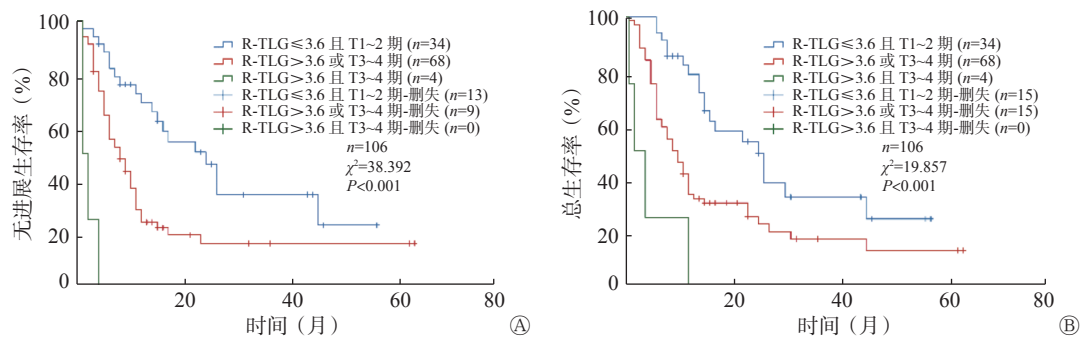 100
80
60
40
20
0
无进展生存率（%）
R-TLG≤3.6 且 T1~2 期 (n=34)
R-TLG＞3.6 或 T3~4 期 (n=68)
R-TLG＞3.6 且 T3~4 期 (n=4)
R-TLG≤3.6 且 T1~2 期-删失 (n=13)
R-TLG＞3.6 或 T3~4 期-删失 (n=9)
R-TLG＞3.6 且 T3~4 期-删失 (n=0)
n=106
χ²=38.392
P<0.001
20 40 60 80
时间（月）
Ⓐ
100
80
60
40
20
0
总生存率（%）
R-TLG≤3.6 且 T1~2 期 (n=34)
R-TLG＞3.6 或 T3~4 期 (n=68)
R-TLG＞3.6 且 T3~4 期 (n=4)
R-TLG≤3.6 且 T1~2 期-删失 (n=15)
R-TLG＞3.6 或 T3~4 期-删失 (n=15)
R-TLG＞3.6 且 T3~4 期-删失 (n=0)
n=106
χ²=19.857
P<0.001
20 40 60 80
时间（月）
Ⓑ